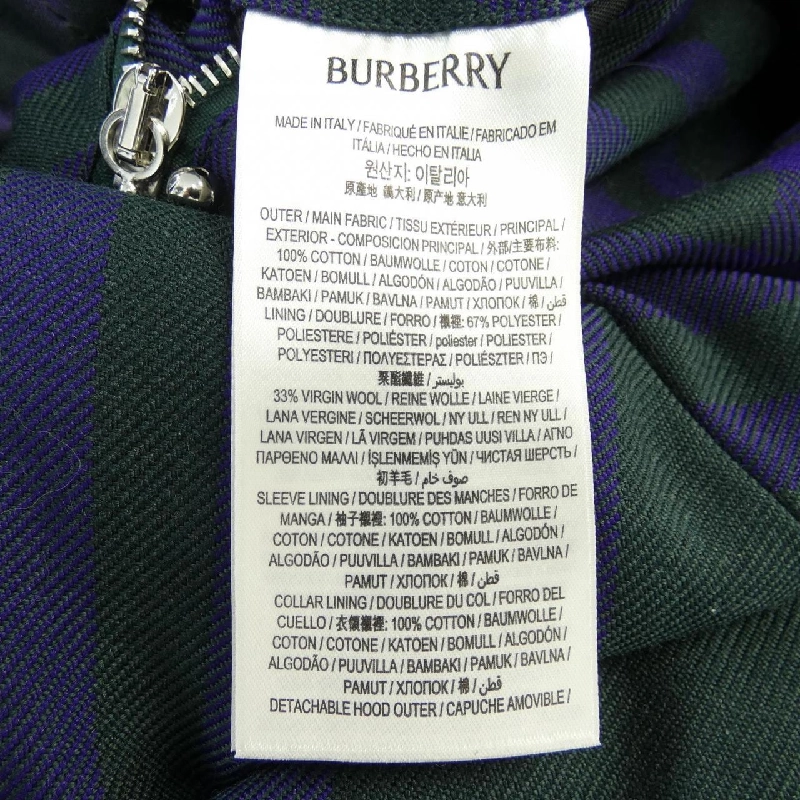 BURBERRY
MADE IN ITALY / FABRIQUÉ EN ITALIE / FABRICADO EM
ITÁLIA / HECHO EN ITALIA
원산지: 이탈리아
原產地 義大利 / 原产地 意大利
OUTER / MAIN FABRIC / TISSU EXTÉRIEUR / PRINCIPAL /
EXTERIOR - COMPOSICION PRINCIPAL / 外部/主要布料:
100% COTTON / BAUMWOLLE / COTON / COTONE /
KATOEN / BOMULL / ALGODÓN / ALGODÃO / PUUVILLA /
BAMBAKI / PAMUK / BAVLNA / PAMUT / ХЛОПОК / 棉 / قطن
LINING / DOUBLURE / FORRO / 襯裡: 67% POLYESTER /
POLIESTERE / POLIÉSTER / poliester / POLIESTER /
POLYESTERI / ΠΟΛΥΕΣΤΕΡΑΣ / POLIÉSZTER / ПЭ /
聚酯纖維 / بوليستر
33% VIRGIN WOOL / REINE WOLLE / LAINE VIERGE /
LANA VERGINE / SCHEERWOL / NY ULL / REN NY ULL /
LANA VIRGEN / LÃ VIRGEM / PUHDAS UUSI VILLA / ΑΓΝΟ
ΠΑΡΘΕΝΟ ΜΑΛΛΙ / İŞLENMEMİŞ YÜN / ЧИСТАЯ ШЕРСТЬ /
初羊毛 / صوف خام
SLEEVE LINING / DOUBLURE DES MANCHES / FORRO DE
MANGA / 袖子襯裡: 100% COTTON / BAUMWOLLE /
COTON / COTONE / KATOEN / BOMULL / ALGODÓN /
ALGODÃO / PUUVILLA / BAMBAKI / PAMUK / BAVLNA /
PAMUT / ХЛОПОК / 棉 / قطن
COLLAR LINING / DOUBLURE DU COL / FORRO DEL
CUELLO / 衣領襯裡: 100% COTTON / BAUMWOLLE /
COTON / COTONE / KATOEN / BOMULL / ALGODÓN /
ALGODÃO / PUUVILLA / BAMBAKI / PAMUK / BAVLNA /
PAMUT / ХЛОПОК / 棉 / قطن
DETACHABLE HOOD OUTER / CAPUCHE AMOVIBLE /